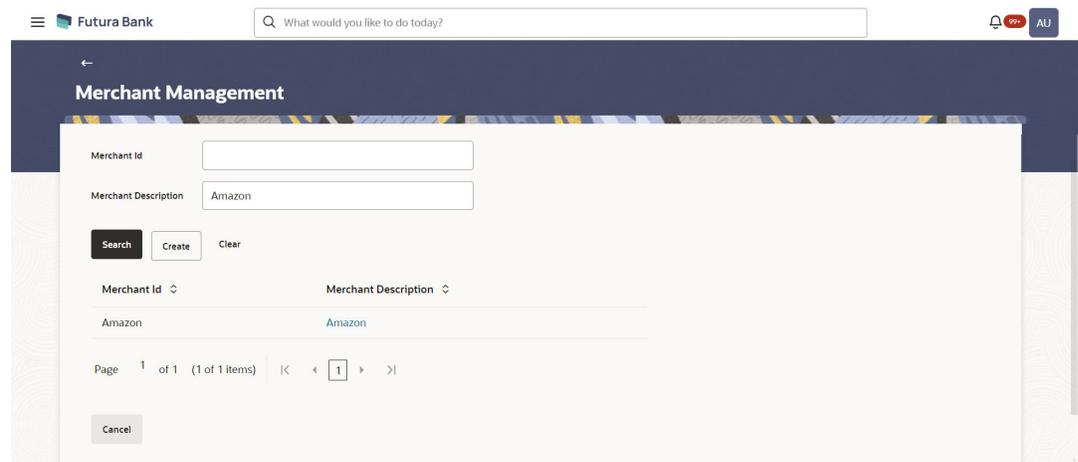 Futura Bank
What would you like to do today?
99+
AU
Merchant Management
Merchant Id
Merchant Description Amazon
Search Create Clear
Merchant Id Merchant Description
Amazon Amazon
Page 1 of 1 (1 of 1 items) 1
Cancel